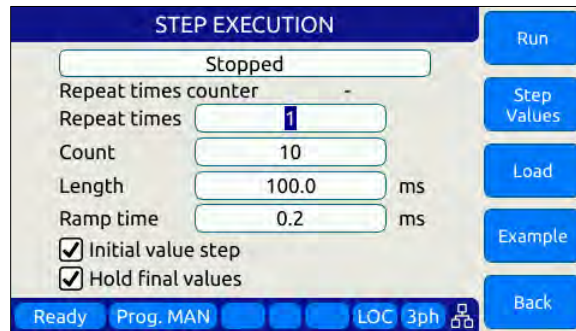 STEP EXECUTION
Stopped
Repeat times counter -
Repeat times 1
Count 10
Length 100.0 ms
Ramp time 0.2 ms
Initial value step
Hold final values
Ready Prog. MAN LOC 3ph
Run
Step
Values
Load
Example
Back